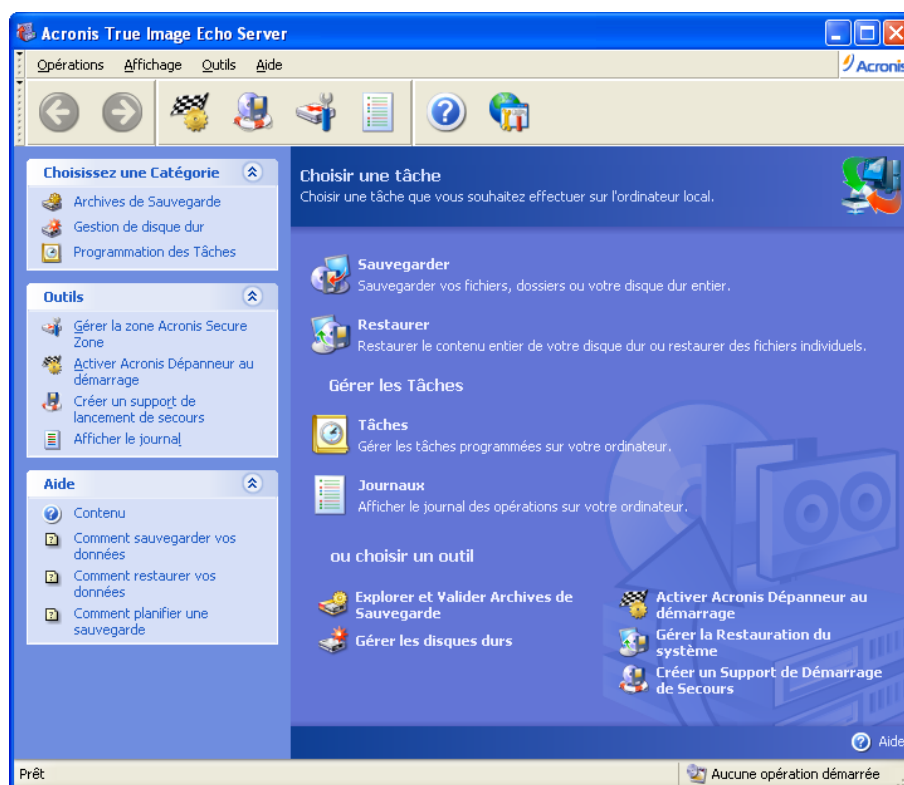 Acronis True Image Echo Server
Opérations Affichage Outils Aide
Acronis
Choisissez une Catégorie
Archives de Sauvegarde
Gestion de disque dur
Programmation des Tâches
Outils
Gérer la zone Acronis Secure
Zone
Activer Acronis Dépanneur au
démarrage
Créer un support de
lancement de secours
Afficher le journal
Aide
Contenu
Comment sauvegarder vos
données
Comment restaurer vos
données
Comment planifier une
sauvegarde
Choisir une tâche
Choisir une tâche que vous souhaitez effectuer sur l'ordinateur local.
Sauvegarder
Sauvegarder vos fichiers, dossiers ou votre disque dur entier.
Restaurer
Restaurer le contenu entier de votre disque dur ou restaurer des fichiers individuels.
Gérer les Tâches
Tâches
Gérer les tâches programmées sur votre ordinateur.
Journaux
Afficher le journal des opérations sur votre ordinateur.
ou choisir un outil
Explorer et Valider Archives de
Sauvegarde
Gérer les disques durs
Activer Acronis Dépanneur au
démarrage
Gérer la Restauration du
système
Créer un Support de Démarrage
de Secours
Aide
Prêt
Aucune opération démarrée